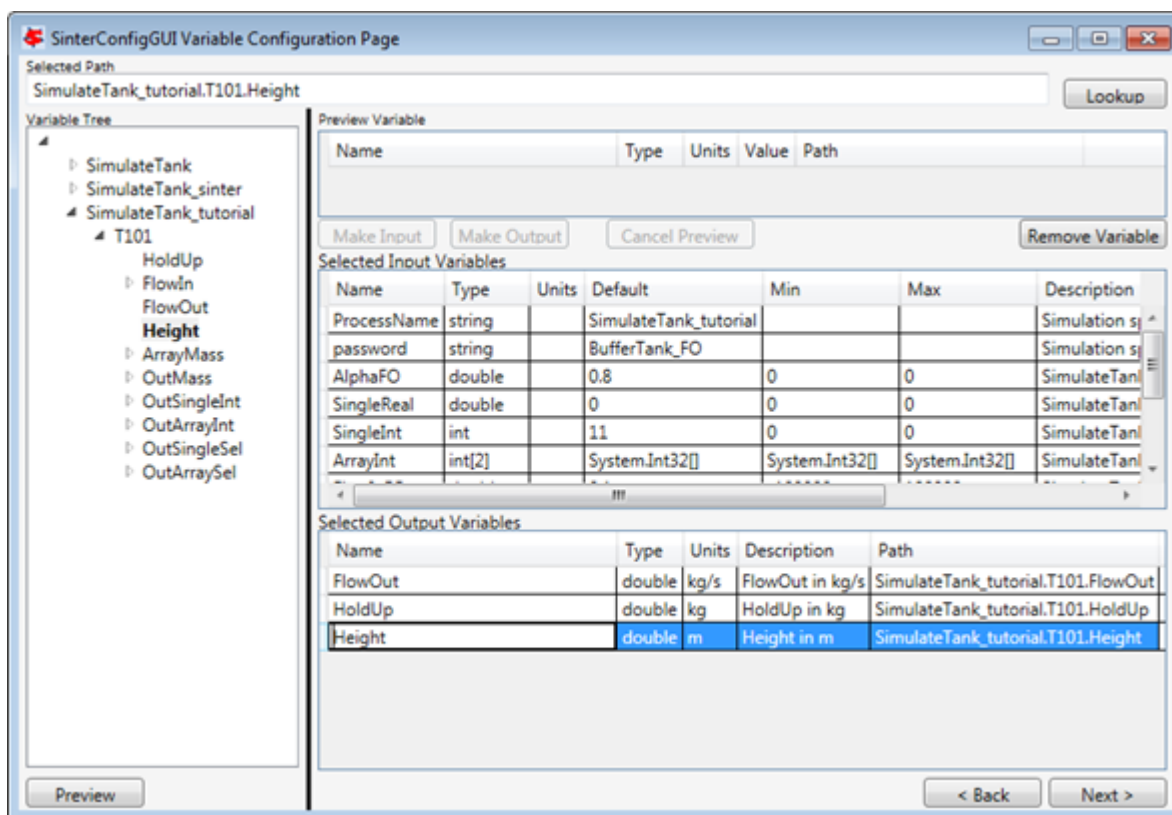 SinterConfigGUI Variable Configuration Page
Selected Path
SimulateTank_tutorial.T101.Height
Lookup
Variable Tree
SimulateTank
SimulateTank_sinter
SimulateTank_tutorial
T101
HoldUp
FlowIn
FlowOut
Height
ArrayMass
OutMass
OutSingleInt
OutArrayInt
OutSingleSel
OutArraySel
Preview
Preview Variable
Name Type Units Value Path
Make Input Make Output Cancel Preview Remove Variable
Selected Input Variables
Name Type Units Default Min Max Description
ProcessName string SimulateTank_tutorial Simulation
password string BufferTank_FO Simulation
AlphaFO double 0.8 0 0 SimulateTank
SingleReal double 0 0 0 SimulateTank
SingleInt int 11 0 0 SimulateTank
ArrayInt int[2] System.Int32[] System.Int32[] System.Int32[] SimulateTank
Selected Output Variables
Name Type Units Description Path
FlowOut double kg/s FlowOut in kg/s SimulateTank_tutorial.T101.FlowOut
HoldUp double kg HoldUp in kg SimulateTank_tutorial.T101.HoldUp
Height double m Height in m SimulateTank_tutorial.T101.Height
< Back Next >